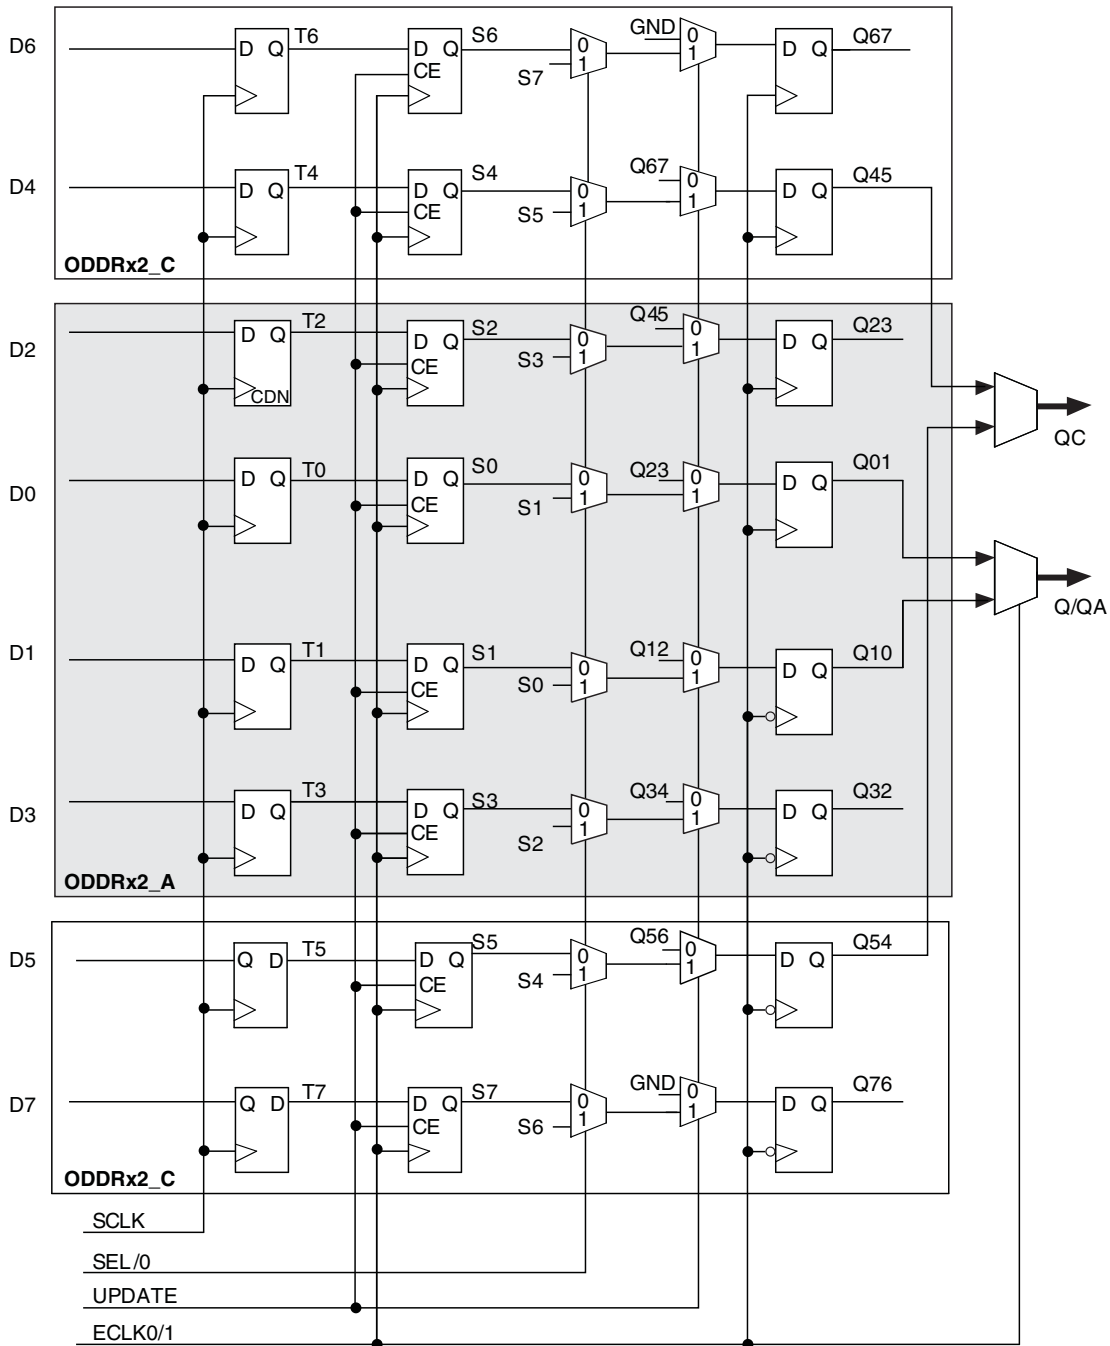 D6
D Q
T6
D Q
CE
S6
S7
0
1
GND
0
1
D Q
Q67
D4
D Q
T4
D Q
CE
S4
S5
0
1
Q67
0
1
D Q
Q45
ODDRx2_C
D2
D Q
CDN
T2
D Q
CE
S2
S3
0
1
Q45
0
1
D Q
Q23
QC
D0
D Q
T0
D Q
CE
S0
S1
0
1
Q23
0
1
D Q
Q01
Q/QA
D1
D Q
T1
D Q
CE
S1
S0
0
1
Q12
0
1
D Q
Q10
D3
D Q
T3
D Q
CE
S3
S2
0
1
Q34
0
1
D Q
Q32
ODDRx2_A
D5
Q D
T5
D Q
CE
S5
S4
0
1
Q56
0
1
D Q
Q54
D7
Q D
T7
D Q
CE
S7
S6
0
1
GND
0
1
D Q
Q76
ODDRx2_C
SCLK
SEL/0
UPDATE
ECLK0/1